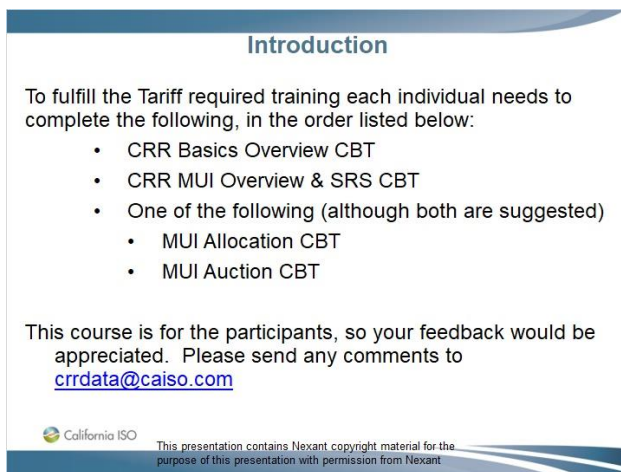 Introduction
To fulfill the Tariff required training each individual needs to
complete the following, in the order listed below:
• CRR Basics Overview CBT
• CRR MUI Overview & SRS CBT
• One of the following (although both are suggested)
• MUI Allocation CBT
• MUI Auction CBT
This course is for the participants, so your feedback would be
appreciated. Please send any comments to
crrdata@caiso.com
California ISO
This presentation contains Nexant copyright material for the
purpose of this presentation with permission from Nexant